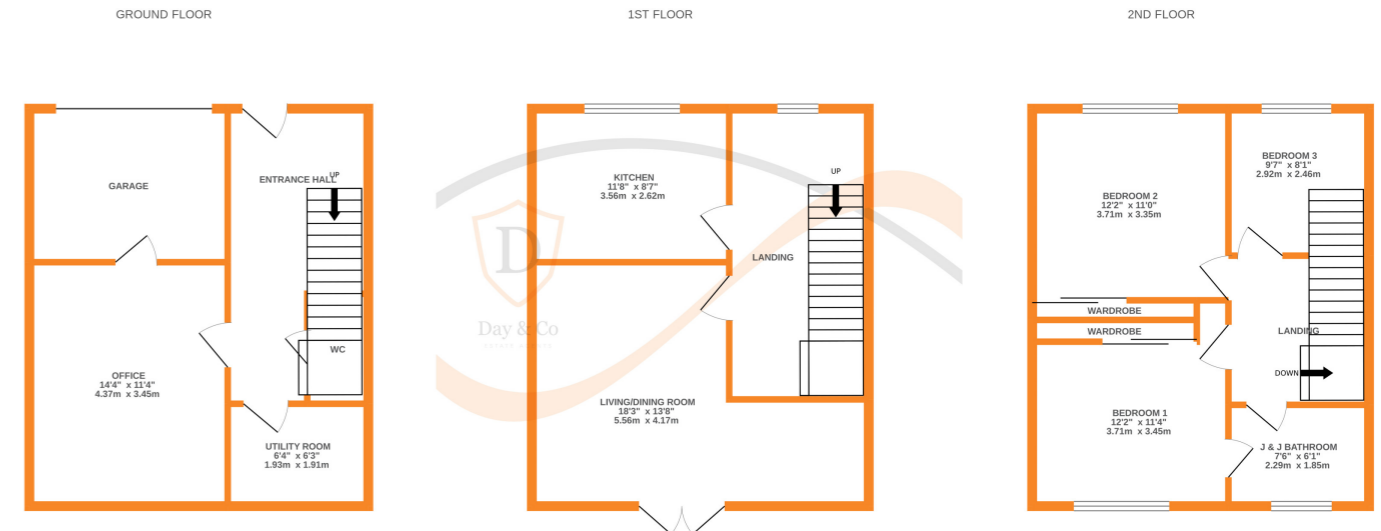 GROUND FLOOR
1ST FLOOR
2ND FLOOR
GARAGE
ENTRANCE HALL
UP
OFFICE
14'4" x 11'4"
4.37m x 3.45m
WC
UTILITY ROOM
6'4" x 6'3"
1.93m x 1.91m
KITCHEN
11'8" x 8'7"
3.56m x 2.62m
UP
LANDING
D
Day & Co
LIVING/DINING ROOM
18'3" x 13'8"
5.56m x 4.17m
BEDROOM 3
9'7" x 8'1"
2.92m x 2.46m
BEDROOM 2
12'2" x 11'0"
3.71m x 3.35m
WARDROBE
WARDROBE
LANDING
DOWN
BEDROOM 1
12'2" x 11'4"
3.71m x 3.45m
J & J BATHROOM
7'6" x 6'1"
2.29m x 1.85m